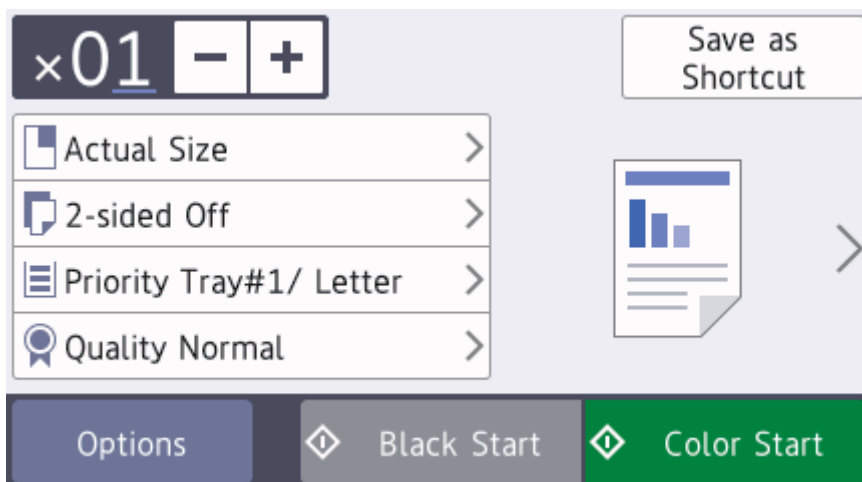 ×01 − +
Save as
Shortcut
Actual Size
2-sided Off
Priority Tray#1/ Letter
Quality Normal
Options
Black Start
Color Start